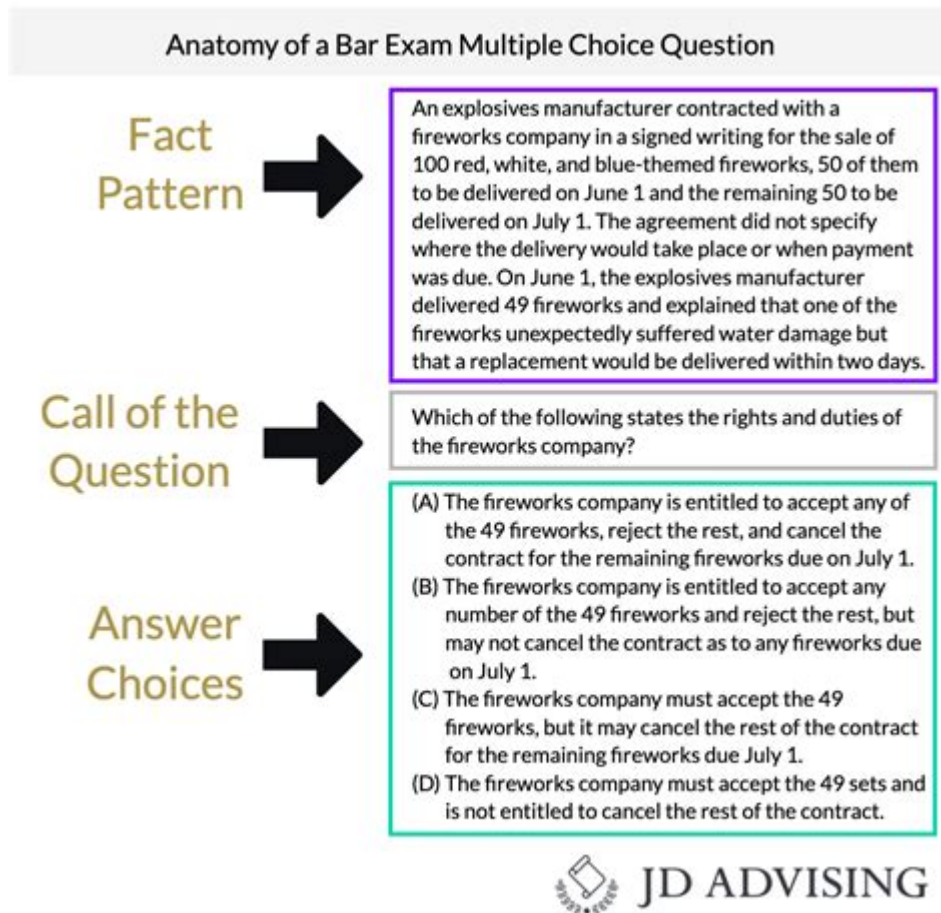 Anatomy of a Bar Exam Multiple Choice Question
Fact
Pattern
An explosives manufacturer contracted with a
fireworks company in a signed writing for the sale of
100 red, white, and blue-themed fireworks, 50 of them
to be delivered on June 1 and the remaining 50 to be
delivered on July 1. The agreement did not specify
where the delivery would take place or when payment
was due. On June 1, the explosives manufacturer
delivered 49 fireworks and explained that one of the
fireworks unexpectedly suffered water damage but
that a replacement would be delivered within two days.
Call of the
Question
Which of the following states the rights and duties of
the fireworks company?
Answer
Choices
(A) The fireworks company is entitled to accept any of
the 49 fireworks, reject the rest, and cancel the
contract for the remaining fireworks due on July 1.
(B) The fireworks company is entitled to accept any
number of the 49 fireworks and reject the rest, but
may not cancel the contract as to any fireworks due
on July 1.
(C) The fireworks company must accept the 49
fireworks, but it may cancel the rest of the contract
for the remaining fireworks due July 1.
(D) The fireworks company must accept the 49 sets and
is not entitled to cancel the rest of the contract.
JD ADVISING